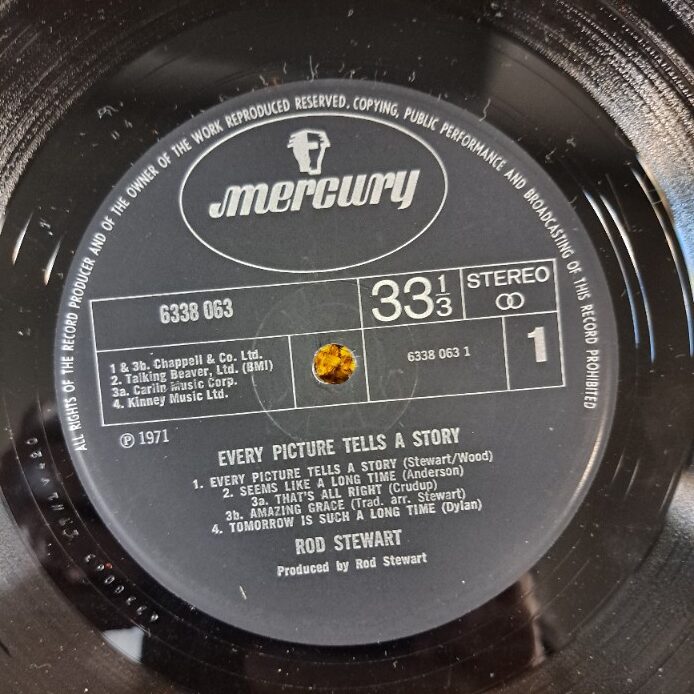 ALL RIGHTS OF THE RECORD PRODUCER AND OF THE OWNER OF THE WORK REPRODUCED RESERVED. COPYING, PUBLIC PERFORMANCE AND BROADCASTING OF THIS RECORD PROHIBITED
mercury
6338 063
33 1/3
STEREO
1 & 3b. Chappell & Co. Ltd.
2. Talking Beaver, Ltd. (BMI)
3a. Carlin Music Corp.
4. Kinney Music Ltd.
6338 063 1
1
℗ 1971
EVERY PICTURE TELLS A STORY
1. EVERY PICTURE TELLS A STORY (Stewart/Wood)
2. SEEMS LIKE A LONG TIME (Anderson)
3a. THAT'S ALL RIGHT (Crudup)
3b. AMAZING GRACE (Trad. arr. Stewart)
4. TOMORROW IS SUCH A LONG TIME (Dylan)
ROD STEWART
Produced by Rod Stewart